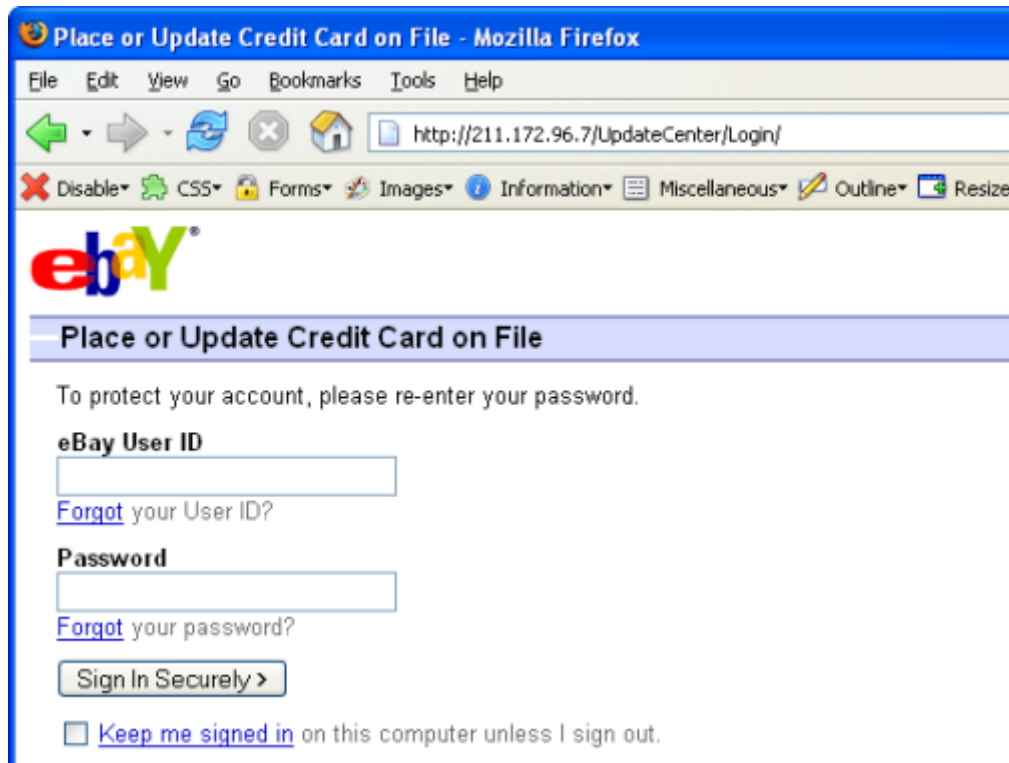 Place or Update Credit Card on File - Mozilla Firefox
File Edit View Go Bookmarks Tools Help
http://211.172.96.7/UpdateCenter/Login/
Disable CSS Forms Images Information Miscellaneous Outline Resize
ebaY®
Place or Update Credit Card on File
To protect your account, please re-enter your password.
eBay User ID
Forgot your User ID?
Password
Forgot your password?
Sign In Securely >
Keep me signed in on this computer unless I sign out.